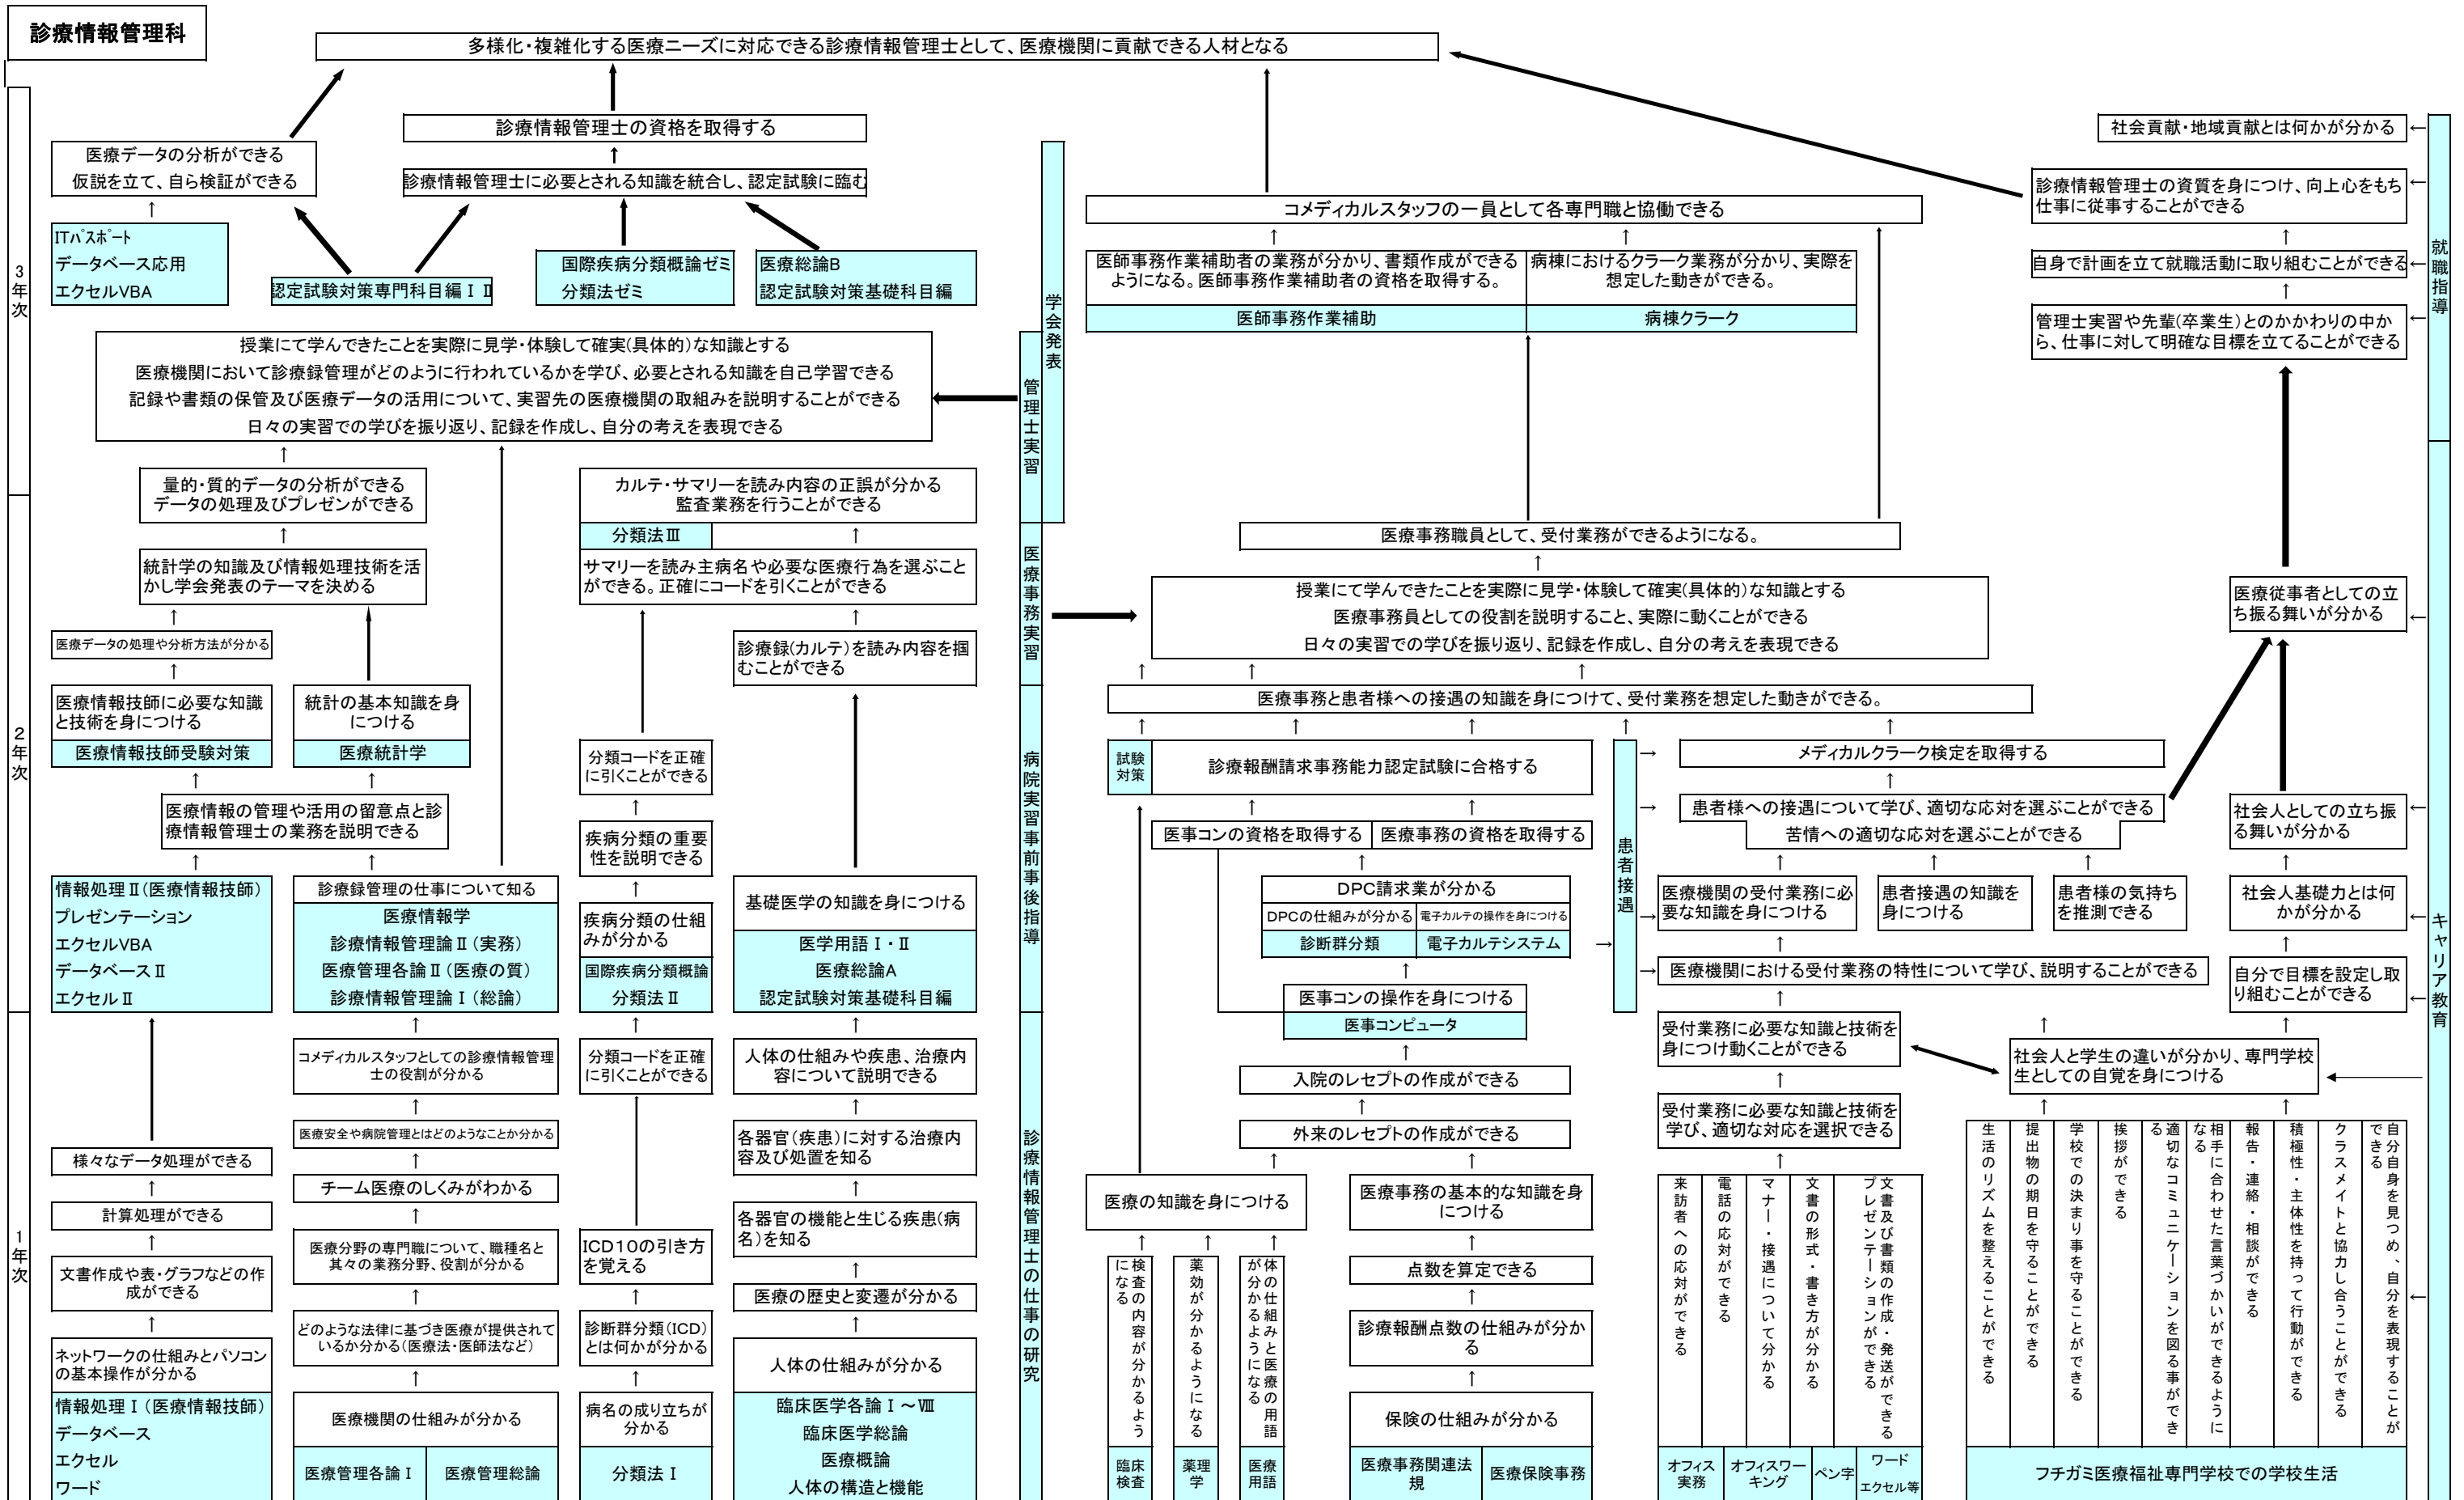 診療情報管理科
多様化・複雑化する医療ニーズに対応できる診療情報管理士として、医療機関に貢献できる人材となる
3年次
2年次
1年次
診療情報管理士の資格を取得する
医療データの分析ができる
仮説を立て、自ら検証ができる
診療情報管理士に必要とされる知識を統合し、認定試験に臨む
ITパスポート
データベース応用
エクセルVBA
認定試験対策専門科目編ⅠⅡ
国際疾病分類概論ゼミ
分類法ゼミ
医療総論B
認定試験対策基礎科目編
授業にて学んできたことを実際に見学・体験して確実(具体的)な知識とする
医療機関において診療録管理がどのように行われているかを学び、必要とされる知識を自己学習できる
記録や書類の保管及び医療データの活用について、実習先の医療機関の取組みを説明することができる
日々の実習での学びを振り返り、記録を作成し、自分の考えを表現できる
量的・質的データの分析ができる
データの処理及びプレゼンができる
カルテ・サマリーを読み内容の正誤が分かる
監査業務を行うことができる
分類法Ⅲ
統計学の知識及び情報処理技術を活
かし学会発表のテーマを決める
サマリーを読み主病名や必要な医療行為を選ぶこと
ができる。正確にコードを引くことができる
医療データの処理や分析方法が分かる
診療録(カルテ)を読み内容を掴
むことができる
医療情報技師に必要な知識
と技術を身につける
医療情報技師受験対策
統計の基本知識を身
につける
医療統計学
分類コードを正確
に引くことができる
医療情報の管理や活用の留意点と診
療情報管理士の業務を説明できる
疾病分類の重要
性を説明できる
情報処理Ⅱ(医療情報技師)
プレゼンテーション
エクセルVBA
データベースⅡ
エクセルⅡ
診療録管理の仕事について知る
医療情報学
診療情報管理論Ⅱ(実務)
医療管理各論Ⅱ(医療の質)
診療情報管理論Ⅰ(総論)
疾病分類の仕組
みが分かる
国際疾病分類概論
分類法Ⅱ
基礎医学の知識を身につける
医学用語Ⅰ・Ⅱ
医療総論A
認定試験対策基礎科目編
コメディカルスタッフとしての診療情報管理
士の役割が分かる
分類コードを正確
に引くことができる
人体の仕組みや疾患、治療内
容について説明できる
医療安全や病院管理とはどのようなことか分かる
各器官(疾患)に対する治療内
容及び処置を知る
様々なデータ処理ができる
チーム医療のしくみがわかる
計算処理ができる
各器官の機能と生じる疾患(病
名)を知る
医療分野の専門職について、職種名と
其々の業務分野、役割が分かる
ICD10の引き方
を覚える
文書作成や表・グラフなどの作
成ができる
医療の歴史と変遷が分かる
どのような法律に基づき医療が提供されて
いるか分かる(医療法・医師法など)
診断群分類(ICD)
とは何かが分かる
ネットワークの仕組みとパソコン
の基本操作が分かる
人体の仕組みが分かる
情報処理Ⅰ(医療情報技師)
データベース
エクセル
ワード
医療機関の仕組みが分かる
医療管理各論Ⅰ
医療管理総論
病名の成り立ちが
分かる
分類法Ⅰ
臨床医学各論Ⅰ～Ⅷ
臨床医学総論
医療概論
人体の構造と機能
学会発表
管理士実習
医療事務実習
病院実習事前事後指導
診療情報管理士の仕事の研究
コメディカルスタッフの一員として各専門職と協働できる
医師事務作業補助者の業務が分かり、書類作成ができる
ようになる。医師事務作業補助者の資格を取得する。
医師事務作業補助
病棟におけるクラーク業務が分かり、実際を
想定した動きができる。
病棟クラーク
医療事務職員として、受付業務ができるようになる。
授業にて学んできたことを実際に見学・体験して確実(具体的)な知識とする
医療事務員としての役割を説明すること、実際に動くことができる
日々の実習での学びを振り返り、記録を作成し、自分の考えを表現できる
医療事務と患者様への接遇の知識を身につけて、受付業務を想定した動きができる。
試験
対策
診療報酬請求事務能力認定試験に合格する
医事コンの資格を取得する
医療事務の資格を取得する
DPC請求業が分かる
DPCの仕組みが分かる
電子カルテの操作を身につける
診断群分類
電子カルテシステム
医事コンの操作を身につける
医事コンピュータ
入院のレセプトの作成ができる
外来のレセプトの作成ができる
医療の知識を身につける
医療事務の基本的な知識を身
につける
検査の内容が分かるよう
になる
薬効が分かるようになる
体の仕組みと医療の用語
が分かるようになる
点数を算定できる
診療報酬点数の仕組みが分か
る
保険の仕組みが分かる
臨床
検査
薬理
学
医療
用語
医療事務関連法
規
医療保険事務
患者接遇
メディカルクラーク検定を取得する
患者様への接遇について学び、適切な応対を選ぶことができる
苦情への適切な応対を選ぶことができる
医療機関の受付業務に必
要な知識を身につける
患者接遇の知識を
身につける
患者様の気持ち
を推測できる
医療機関における受付業務の特性について学び、説明することができる
受付業務に必要な知識と技術を
身につけ動くことができる
受付業務に必要な知識と技術を
学び、適切な対応を選択できる
来訪者への応対ができる
電話の応対ができる
マナー・接遇について分かる
文書の形式・書き方が分かる
文書及び書類の作成・発送ができる
プレゼンテーションができる
オフィス
実務
オフィスワー
キング
ペン字
ワード
エクセル等
社会貢献・地域貢献とは何かが分かる
診療情報管理士の資質を身につけ、向上心をもち
仕事に従事することができる
自身で計画を立て就職活動に取り組むことができる
管理士実習や先輩(卒業生)とのかかわりの中か
ら、仕事に対して明確な目標を立てることができる
医療従事者としての立
ち振る舞いが分かる
社会人としての立ち振
る舞いが分かる
社会人基礎力とは何
かが分かる
自分で目標を設定し取
り組むことができる
社会人と学生の違いが分かり、専門学校
生としての自覚を身につける
生活のリズムを整えることができる
提出物の期日を守ることができる
学校での決まり事を守ることができる
挨拶ができる
適切なコミュニケーションを図る事ができ
る
相手に合わせた言葉づかいができるように
なる
報告・連絡・相談ができる
積極性・主体性を持って行動ができる
クラスメイトと協力し合うことができる
自分自身を見つめ、自分を表現することが
できる
フチガミ医療福祉専門学校での学校生活
就職指導
キャリア教育